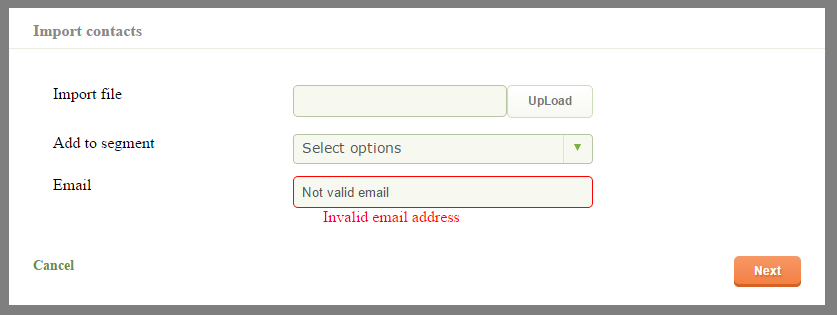 Import contacts
Import file
UpLoad
Add to segment
Select options
Email
Not valid email
Invalid email address
Cancel
Next